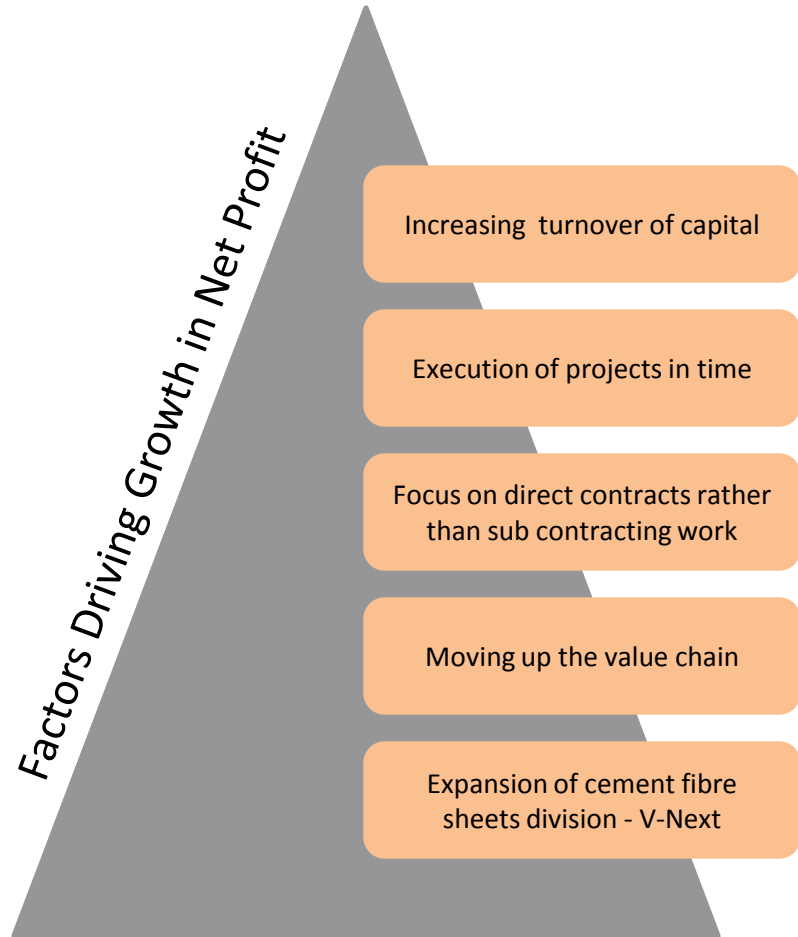 Factors Driving Growth in Net Profit
Increasing turnover of capital
Execution of projects in time
Focus on direct contracts rather
than sub contracting work
Moving up the value chain
Expansion of cement fibre
sheets division - V-Next